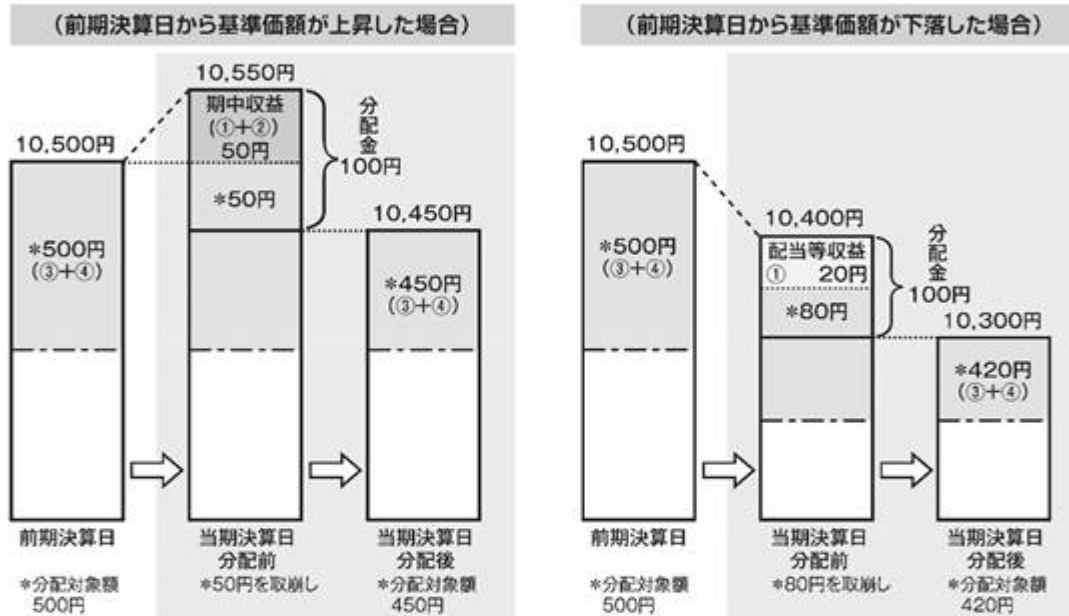 (前期決算日から基準価額が上昇した場合)
10,550円
期中収益
(①+②)
50円
*50円
分配金
100円
10,500円
*500円
(③+④)
10,450円
*450円
(③+④)
前期決算日
当期決算日
分配前
当期決算日
分配後
*分配対象額
500円
*50円を取崩し
*分配対象額
450円
(前期決算日から基準価額が下落した場合)
10,500円
*500円
(③+④)
10,400円
配当等収益
① 20円
*80円
分配金
100円
10,300円
*420円
(③+④)
前期決算日
当期決算日
分配前
当期決算日
分配後
*分配対象額
500円
*80円を取崩し
*分配対象額
420円